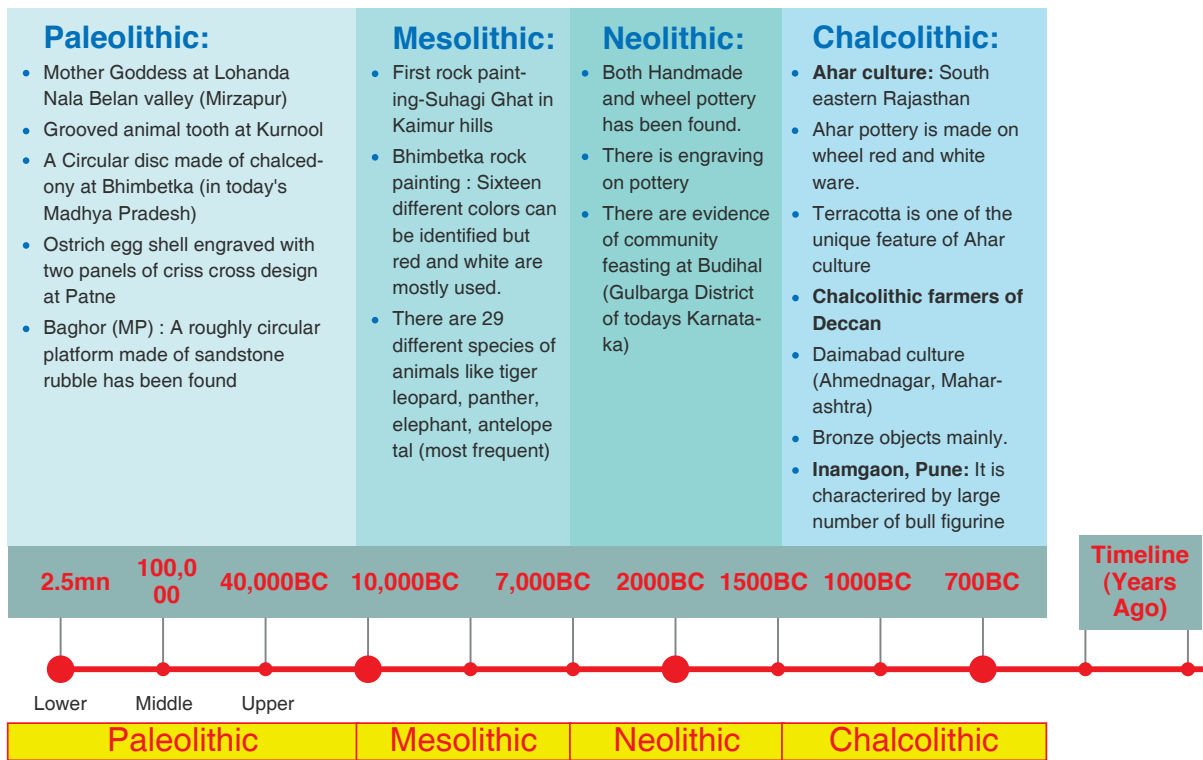 Paleolithic:
• Mother Goddess at Lohanda
Nala Belan valley (Mirzapur)
• Grooved animal tooth at Kurnool
• A Circular disc made of chalced-
ony at Bhimbetka (in today's
Madhya Pradesh)
• Ostrich egg shell engraved with
two panels of criss cross design
at Patne
• Baghor (MP) : A roughly circular
platform made of sandstone
rubble has been found
Mesolithic:
• First rock paint-
ing-Suhagi Ghat in
Kaimur hills
• Bhimbetka rock
painting : Sixteen
different colors can
be identified but
red and white are
mostly used.
• There are 29
different species of
animals like tiger
leopard, panther,
elephant, antelope
tal (most frequent)
Neolithic:
• Both Handmade
and wheel pottery
has been found.
• There is engraving
on pottery
• There are evidence
of community
feasting at Budihal
(Gulbarga District
of todays Karnata-
ka)
Chalcolithic:
• Ahar culture: South
eastern Rajasthan
• Ahar pottery is made on
wheel red and white
ware.
• Terracotta is one of the
unique feature of Ahar
culture
• Chalcolithic farmers of
Deccan
• Daimabad culture
(Ahmednagar, Mahar-
ashtra)
• Bronze objects mainly.
• Inamgaon, Pune: It is
characterired by large
number of bull figurine
2.5mn
100,0
00
40,000BC
10,000BC
7,000BC
2000BC
1500BC
1000BC
700BC
Timeline
(Years
Ago)
Lower
Middle
Upper
Paleolithic
Mesolithic
Neolithic
Chalcolithic